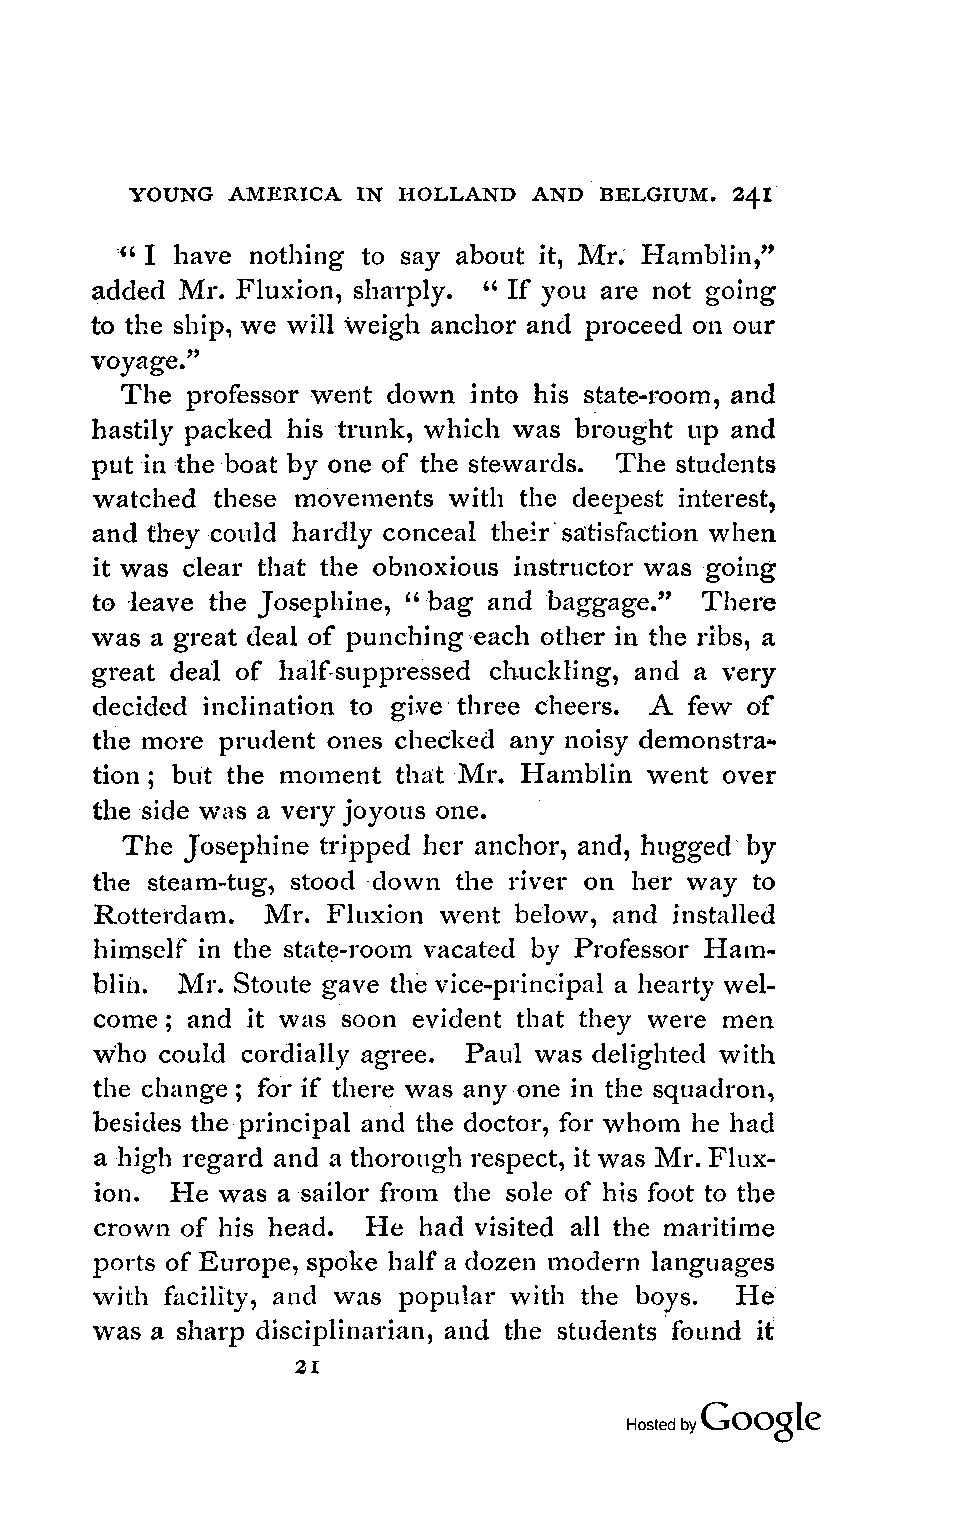 YOUNG AMERICA IN HOLLAND AND BELGIUM. 241
“ I have nothing to say about it, Mr. Hamblin,”
added Mr. Fluxion, sharply. “ If you are not going
to the ship, we will weigh anchor and proceed on our
voyage.”
The professor went down into his state-room, and
hastily packed his trunk, which was brought up and
put in the boat by one of the stewards. The students
watched these movements with the deepest interest,
and they could hardly conceal their satisfaction when
it was clear that the obnoxious instructor was going
to leave the Josephine, “ bag and baggage.” There
was a great deal of punching each other in the ribs, a
great deal of half-suppressed chuckling, and a very
decided inclination to give three cheers. A few of
the more prudent ones checked any noisy demonstra-
tion ; but the moment that Mr. Hamblin went over
the side was a very joyous one.
The Josephine tripped her anchor, and, hugged by
the steam-tug, stood down the river on her way to
Rotterdam. Mr. Fluxion went below, and installed
himself in the state-room vacated by Professor Ham-
blin. Mr. Stoute gave the vice-principal a hearty wel-
come ; and it was soon evident that they were men
who could cordially agree. Paul was delighted with
the change ; for if there was any one in the squadron,
besides the principal and the doctor, for whom he had
a high regard and a thorough respect, it was Mr. Flux-
ion. He was a sailor from the sole of his foot to the
crown of his head. He had visited all the maritime
ports of Europe, spoke half a dozen modern languages
with facility, and was popular with the boys. He
was a sharp disciplinarian, and the students found it
21
Hosted by Google